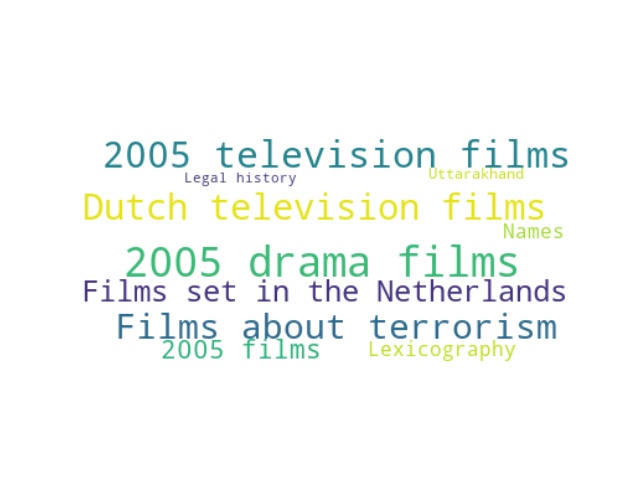 2005 television films
Legal history
Uttarakhand
Dutch television films
Names
2005 drama films
Films set in the Netherlands
Films about terrorism
2005 films
Lexicography